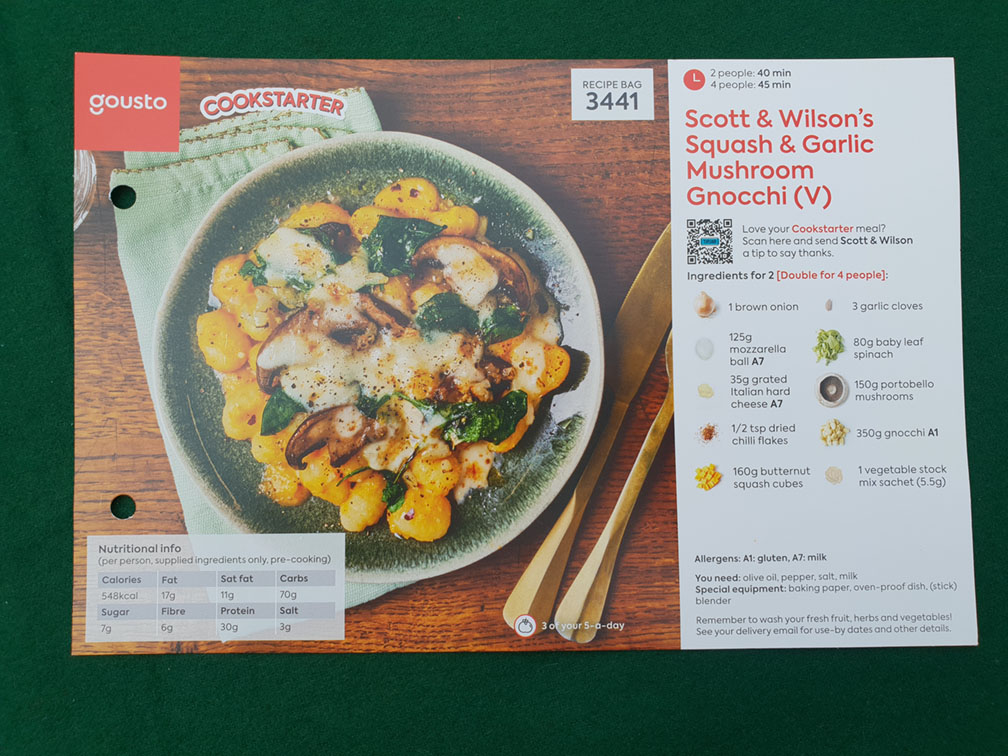 gousto
COOKSTARTER
RECIPE BAG
3441
2 people: 40 min
4 people: 45 min
Scott & Wilson's
Squash & Garlic
Mushroom
Gnocchi (V)
Love your Cookstarter meal?
Scan here and send Scott & Wilson
a tip to say thanks.
Ingredients for 2 [Double for 4 people]:
1 brown onion
3 garlic cloves
125g
mozzarella
ball A7
80g baby leaf
spinach
35g grated
Italian hard
cheese A7
150g portobello
mushrooms
1/2 tsp dried
chilli flakes
350g gnocchi A1
160g butternut
squash cubes
1 vegetable stock
mix sachet (5.5g)
Allergens: A1: gluten, A7: milk
You need: olive oil, pepper, salt, milk
Special equipment: baking paper, oven-proof dish, (stick)
blender
Remember to wash your fresh fruit, herbs and vegetables!
See your delivery email for use-by dates and other details.
Nutritional info
(per person, supplied ingredients only, pre-cooking)
Calories Fat Sat fat Carbs
548kcal 17g 11g 70g
Sugar Fibre Protein Salt
7g 6g 30g 3g
3 of your 5-a-day